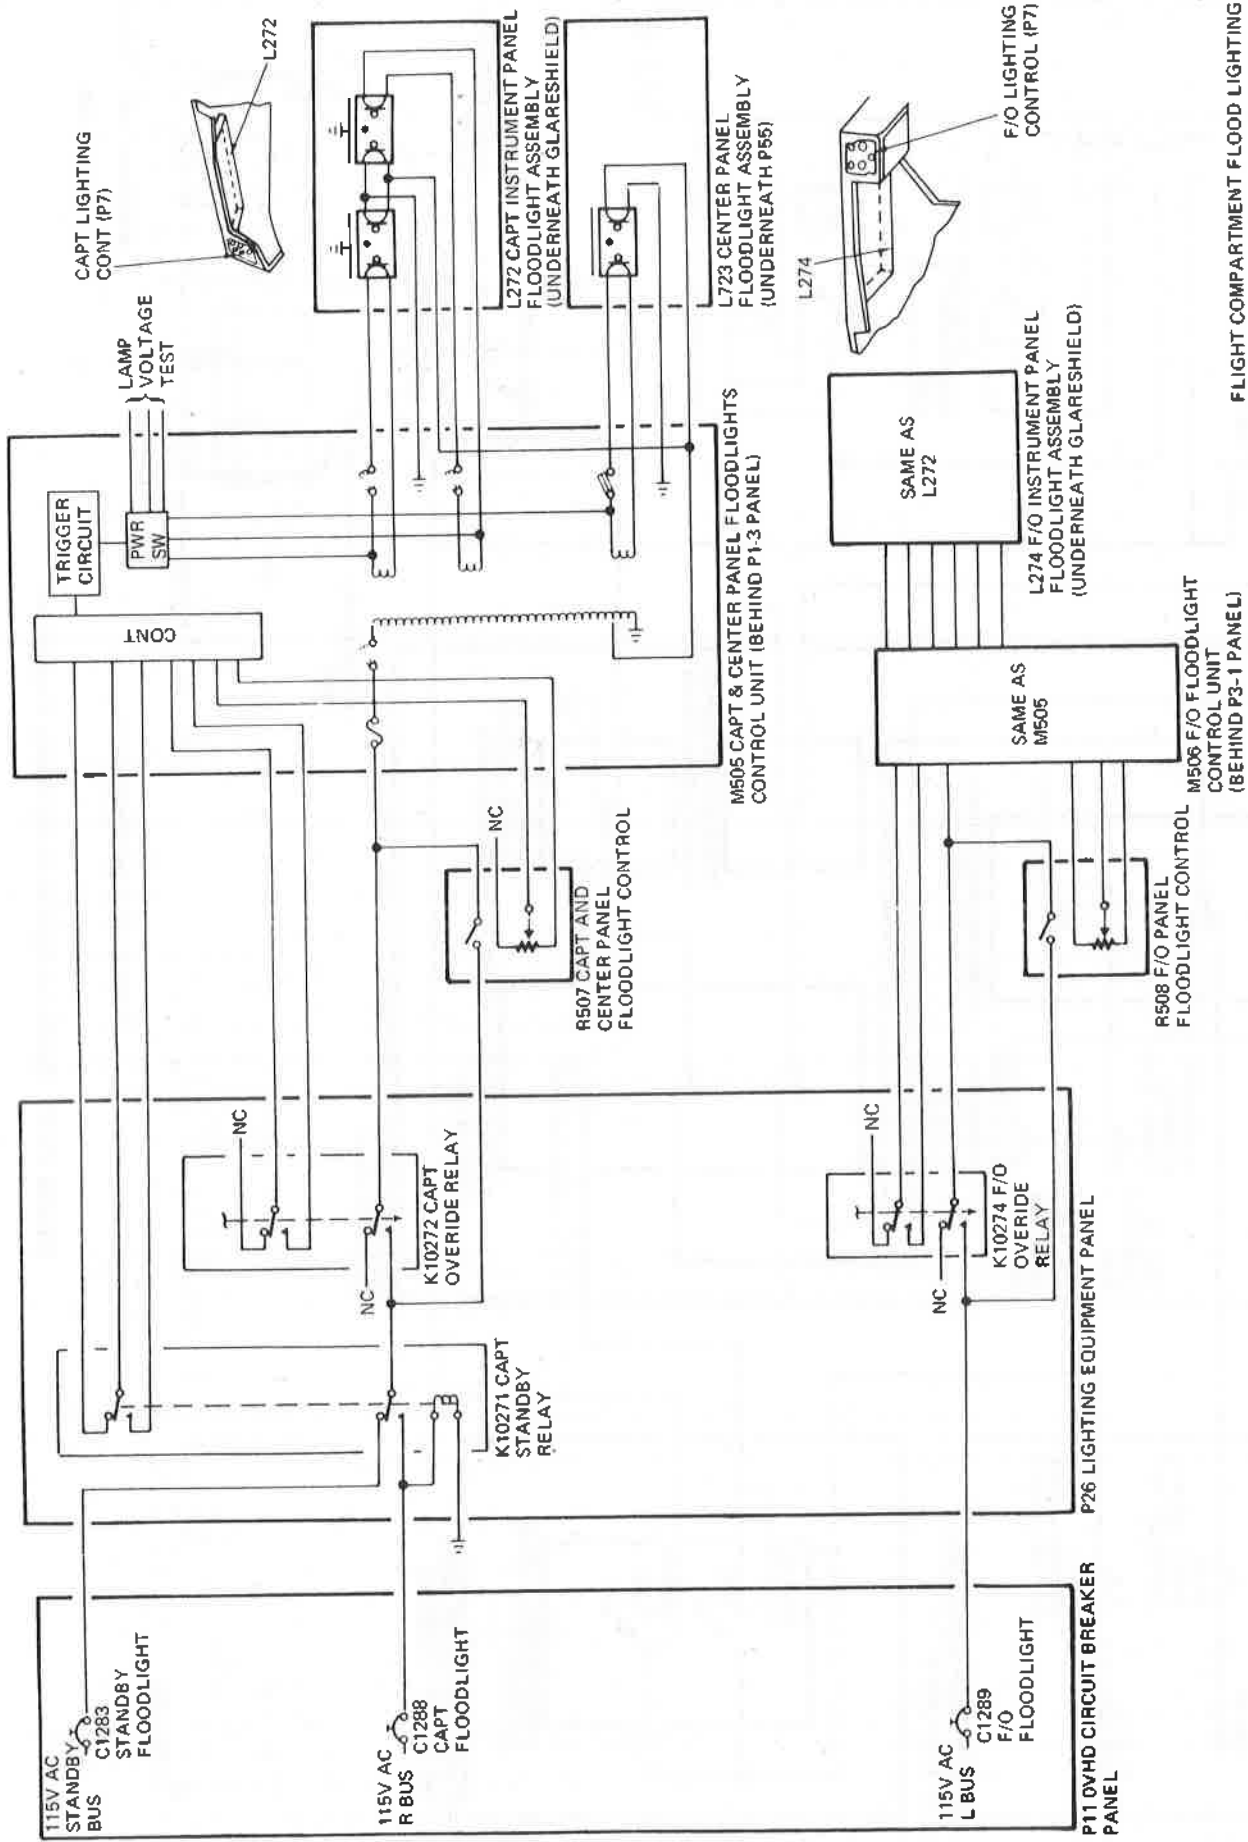 115V AC
STANDBY
BUS
C1283
STANDBY
FLOODLIGHT
115V AC
R BUS
C1288
CAPT
FLOODLIGHT
115V AC
L BUS
C1289
F/O
FLOODLIGHT
P11 OVHD CIRCUIT BREAKER
PANEL
K10271 CAPT
STANDBY
RELAY
NC
NC
K10272 CAPT
OVERIDE RELAY
NC
NC
K10274 F/O
OVERIDE
RELAY
P26 LIGHTING EQUIPMENT PANEL
NC
R507 CAPT AND
CENTER PANEL
FLOODLIGHT CONTROL
R508 F/O PANEL
FLOODLIGHT CONTROL
CONT
TRIGGER
CIRCUIT
PWR
SW
LAMP
VOLTAGE
TEST
M505 CAPT & CENTER PANEL FLOODLIGHTS
CONTROL UNIT (BEHIND P1-3 PANEL)
SAME AS
M505
M506 F/O FLOODLIGHT
CONTROL UNIT
(BEHIND P3-1 PANEL)
CAPT LIGHTING
CONT (P7)
L272
L272 CAPT INSTRUMENT PANEL
FLOODLIGHT ASSEMBLY
(UNDERNEATH GLARESHIELD)
L723 CENTER PANEL
FLOODLIGHT ASSEMBLY
(UNDERNEATH P55)
SAME AS
L272
L274 F/O INSTRUMENT PANEL
FLOODLIGHT ASSEMBLY
(UNDERNEATH GLARESHIELD)
L274
F/O LIGHTING
CONTROL (P7)
FLIGHT COMPARTMENT FLOOD LIGHTING